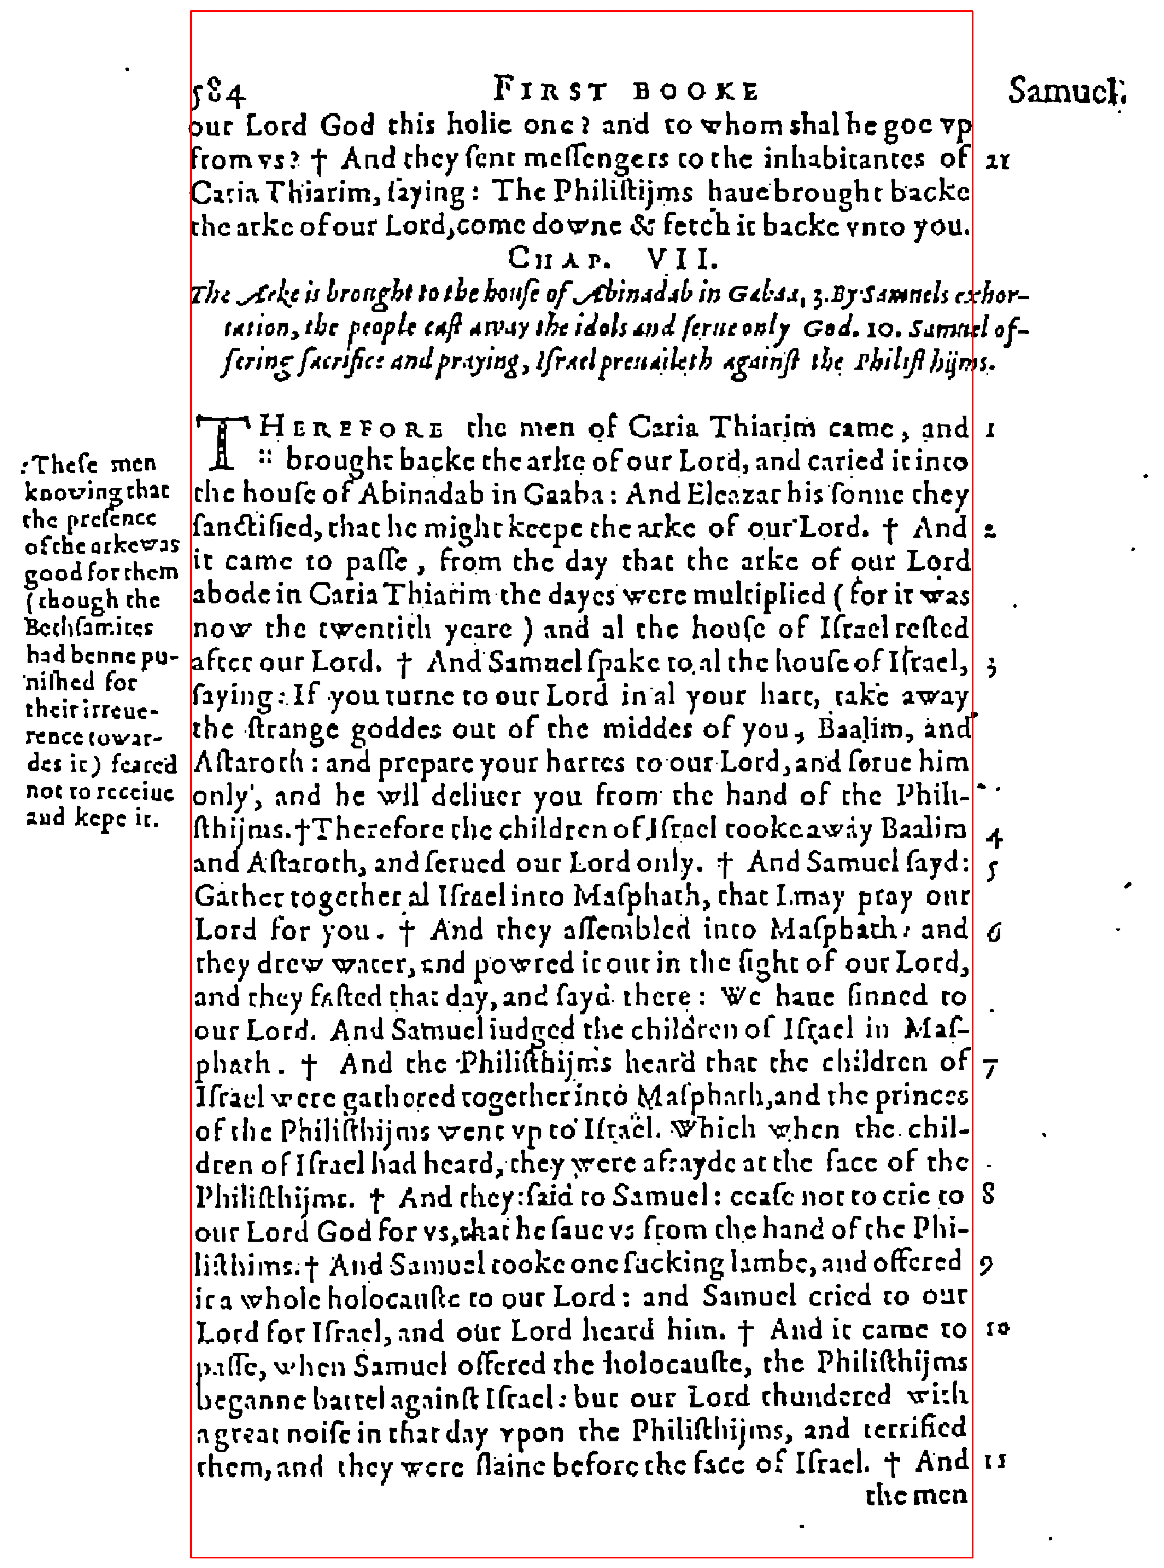 584 FIRST BOOKE Samuel.
our Lord God this holie one? and to whom shal he goe vp
from vs? † And they ſent meſſengers to the inhabitantes of 21
Caria Thiarim, ſaying: The Philiſtijms haue brought backe
the arke of our Lord, come downe & fetch it backe vnto you.
CHAP. VII.
The Arke is brought to the houſe of Abinadab in Gabaa, 3. By Samuels exhor-
tation, the people caſt away the idols and ſerue only God. 10. Samuel of-
fering ſacrifice and praying, Iſrael preuaileth againſt the Philiſthijms.
THEREFORE the men of Caria Thiarim came, and 1
:: brought backe the arke of our Lord, and caried it into
the houſe of Abinadab in Gaaba: And Eleazar his ſonne they
ſanctified, that he might keepe the arke of our Lord. † And 2
it came to paſſe, from the day that the arke of our Lord
abode in Caria Thiarim the dayes were multiplied (for it was
now the twentith yeare) and al the houſe of Iſrael reſted
after our Lord. † And Samuel ſpake to al the houſe of Iſrael, 3
ſaying: If you turne to our Lord in al your hart, take away
the ſtrange goddes out of the middes of you, Baalim, and
Aſtaroth: and prepare your hartes to our Lord, and ſerue him
only, and he wil deliuer you from the hand of the Phili-
ſthijms. † Therefore the children of Iſrael tooke away Baalim 4
and Aſtaroth, and ſerued our Lord only. † And Samuel ſayd: 5
Gather together al Iſrael into Maſphath, that I may pray our
Lord for you. † And they aſſembled into Maſphath: and 6
they drew water, and powred it out in the ſight of our Lord,
and they faſted that day, and ſayd there: We haue ſinned to
our Lord. And Samuel iudged the children of Iſrael in Maſ-
phath. † And the Philiſthijms heard that the children of 7
Iſrael were gathered together into Maſphath, and the princes
of the Philiſthijms went vp to Iſrael. Which when the chil-
dren of Iſrael had heard, they were afrayde at the face of the
Philiſthijms. † And they ſaid to Samuel: ceaſe not to crie to 8
our Lord God for vs, that he ſaue vs from the hand of the Phi-
liſthims. † And Samuel tooke one ſucking lambe, and offered 9
it a whole holocauſte to our Lord: and Samuel cried to our
Lord for Iſrael, and our Lord heard him. † And it came to 10
paſſe, when Samuel offered the holocauſte, the Philiſthijms
beganne battel againſt Iſrael: but our Lord thundered with
a great noiſe in that day vpon the Philiſthijms, and terrified
them, and they were ſlaine before the face of Iſrael. † And 11
the men
:Theſe men
knowing that
the preſence
of the arke was
good for them
(though the
Bethſamites
had benne pu-
niſhed for
their irreue-
rence towar-
des it) feared
not to receiue
and kepe it.